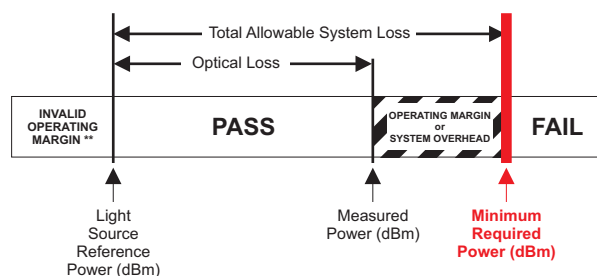 Total Allowable System Loss
Optical Loss
INVALID
OPERATING
MARGIN **
PASS
OPERATING MARGIN
or
SYSTEM OVERHEAD
FAIL
Light
Source
Reference
Power (dBm)
Measured
Power (dBm)
Minimum
Required
Power (dBm)